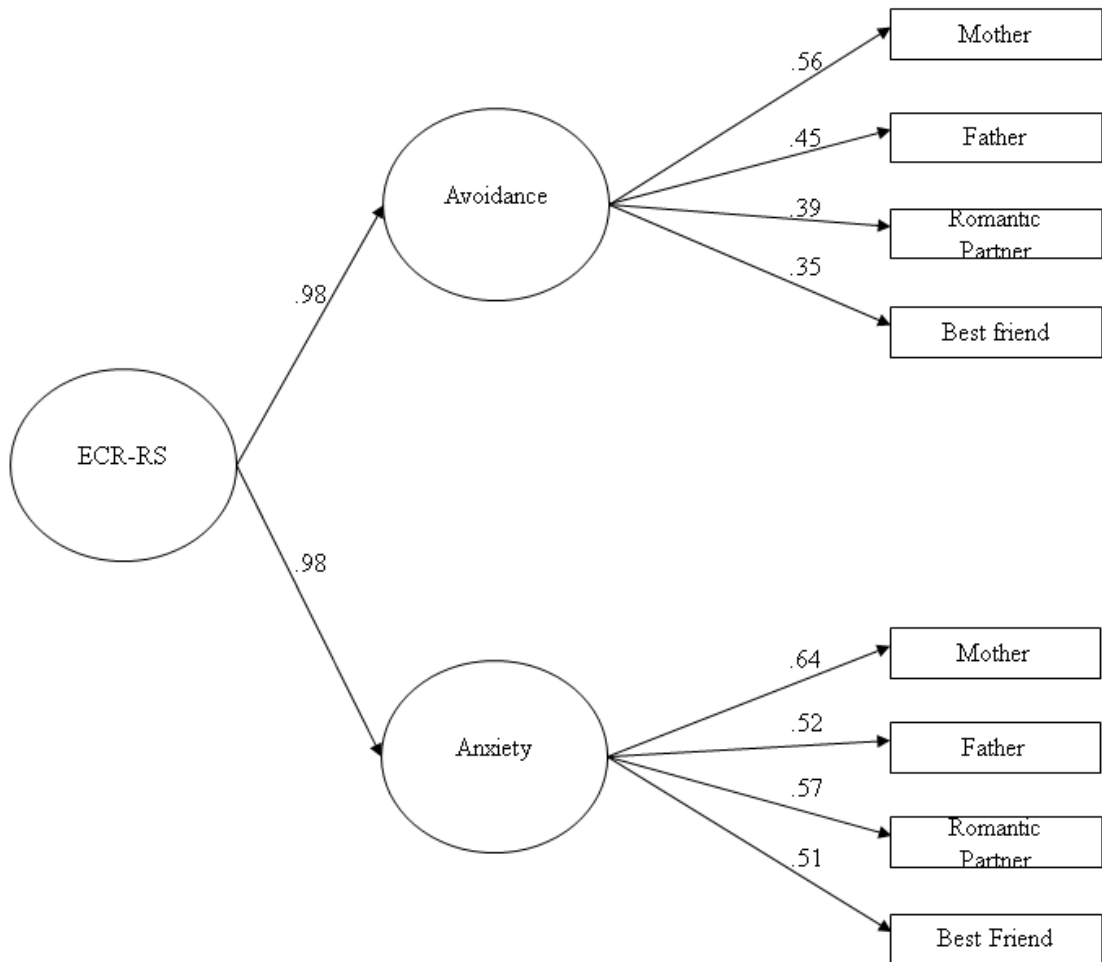 Mother
.56
Father
.45
Avoidance
.39
Romantic
Partner
.35
Best friend
.98
ECR-RS
.98
Mother
.64
Father
.52
Anxiety
.57
Romantic
Partner
.51
Best Friend